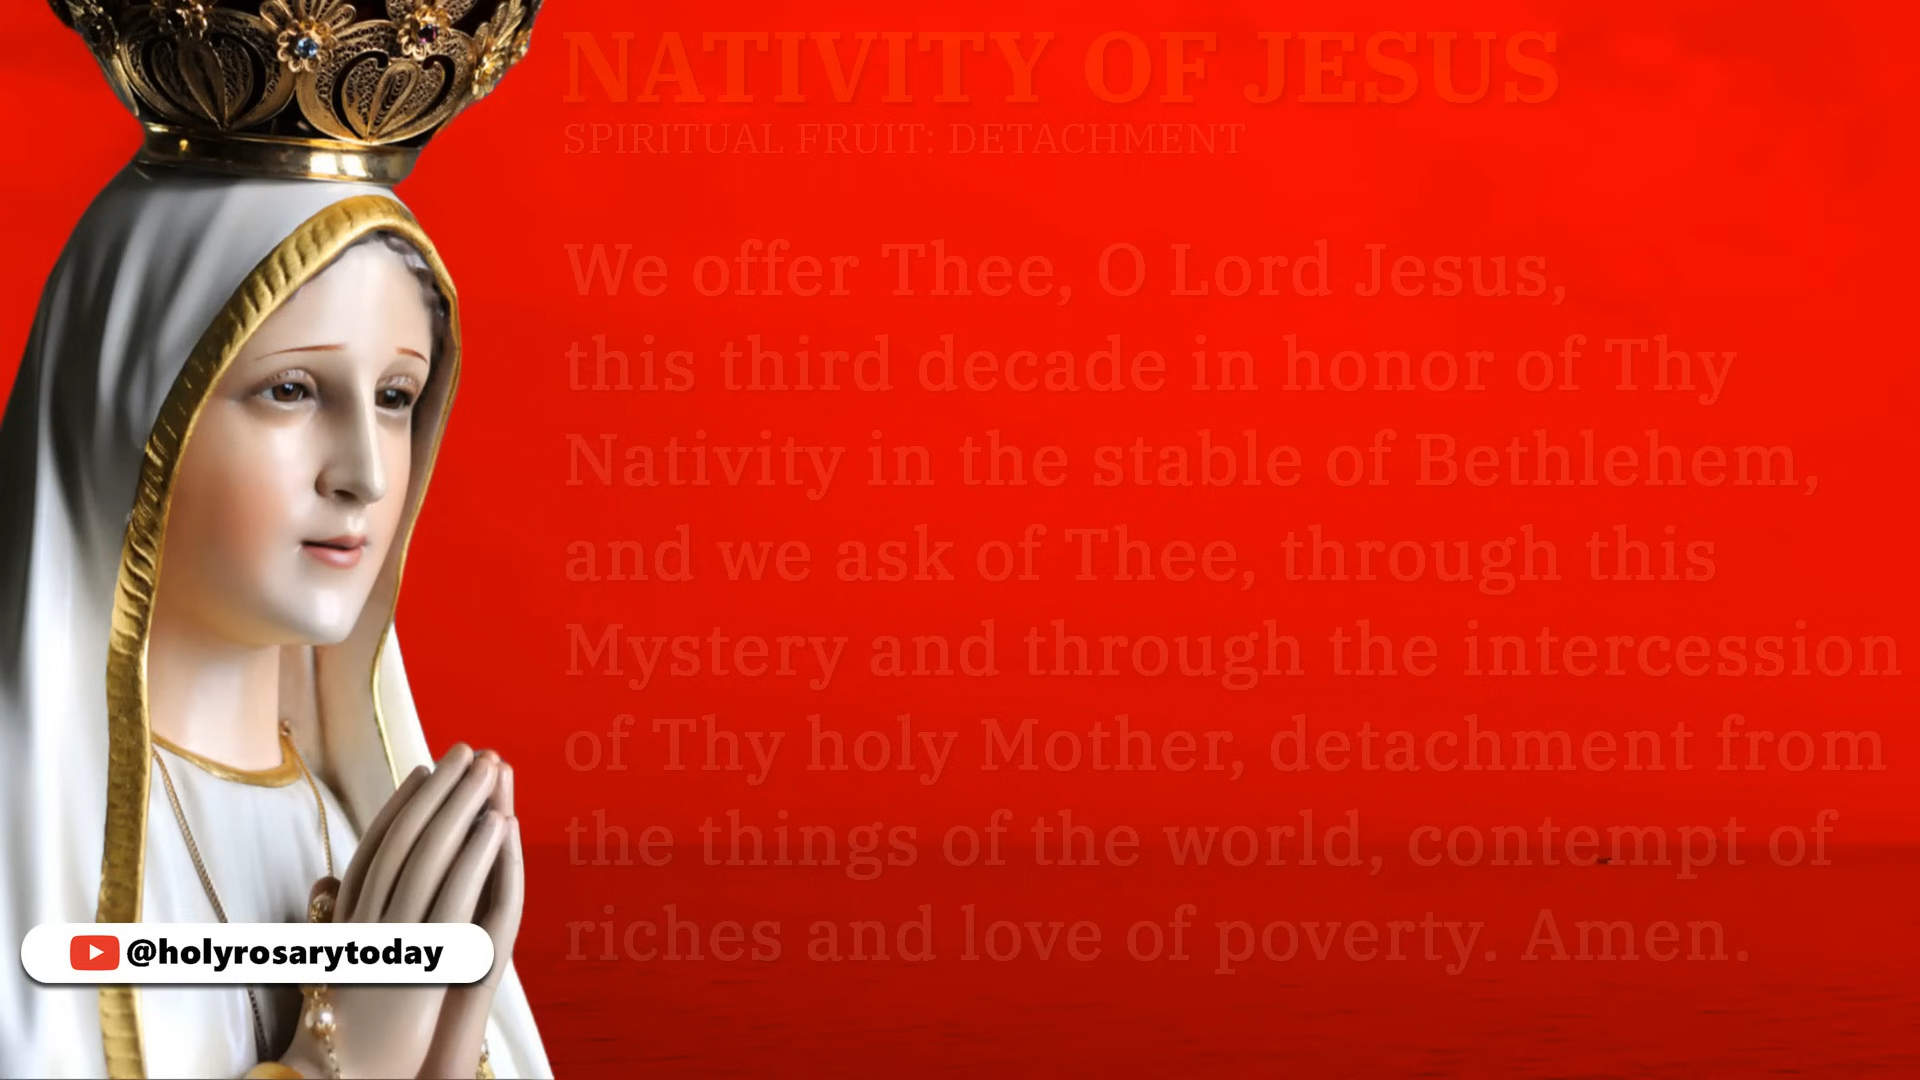 NATIVITY OF JESUS
SPIRITUAL FRUIT: DETACHMENT
We offer Thee, O Lord Jesus,
this third decade in honor of Thy
Nativity in the stable of Bethlehem,
and we ask of Thee, through this
Mystery and through the intercession
of Thy holy Mother, detachment from
the things of the world, contempt of
riches and love of poverty. Amen.
@holyrosarytoday